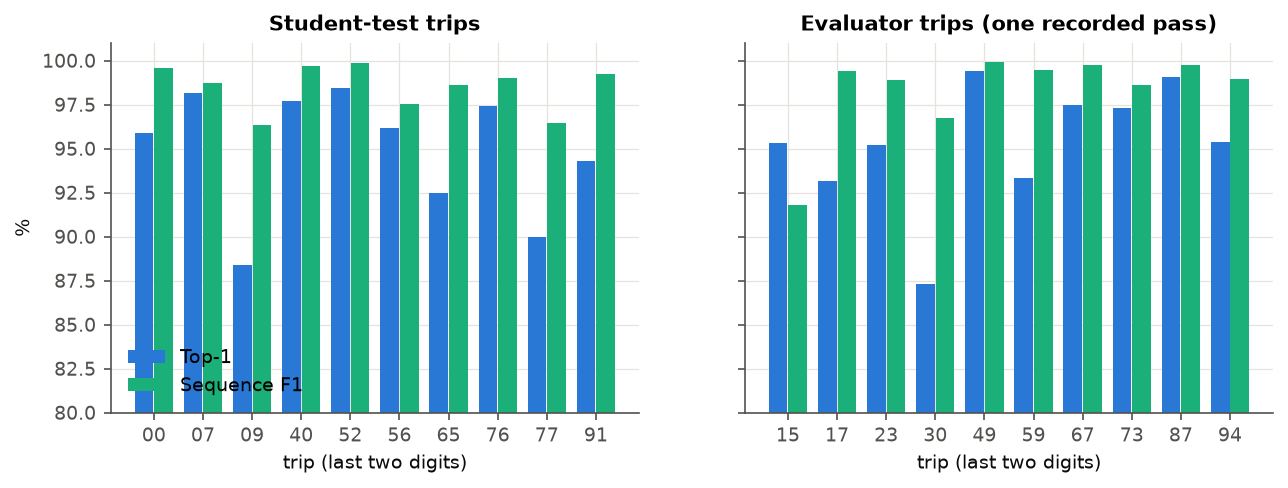 Student-test trips
Evaluator trips (one recorded pass)
100.0
97.5
95.0
92.5
90.0
87.5
85.0
82.5
80.0
%
Top-1
Sequence F1
00 07 09 40 52 56 65 76 77 91
15 17 23 30 49 59 67 73 87 94
trip (last two digits)
trip (last two digits)